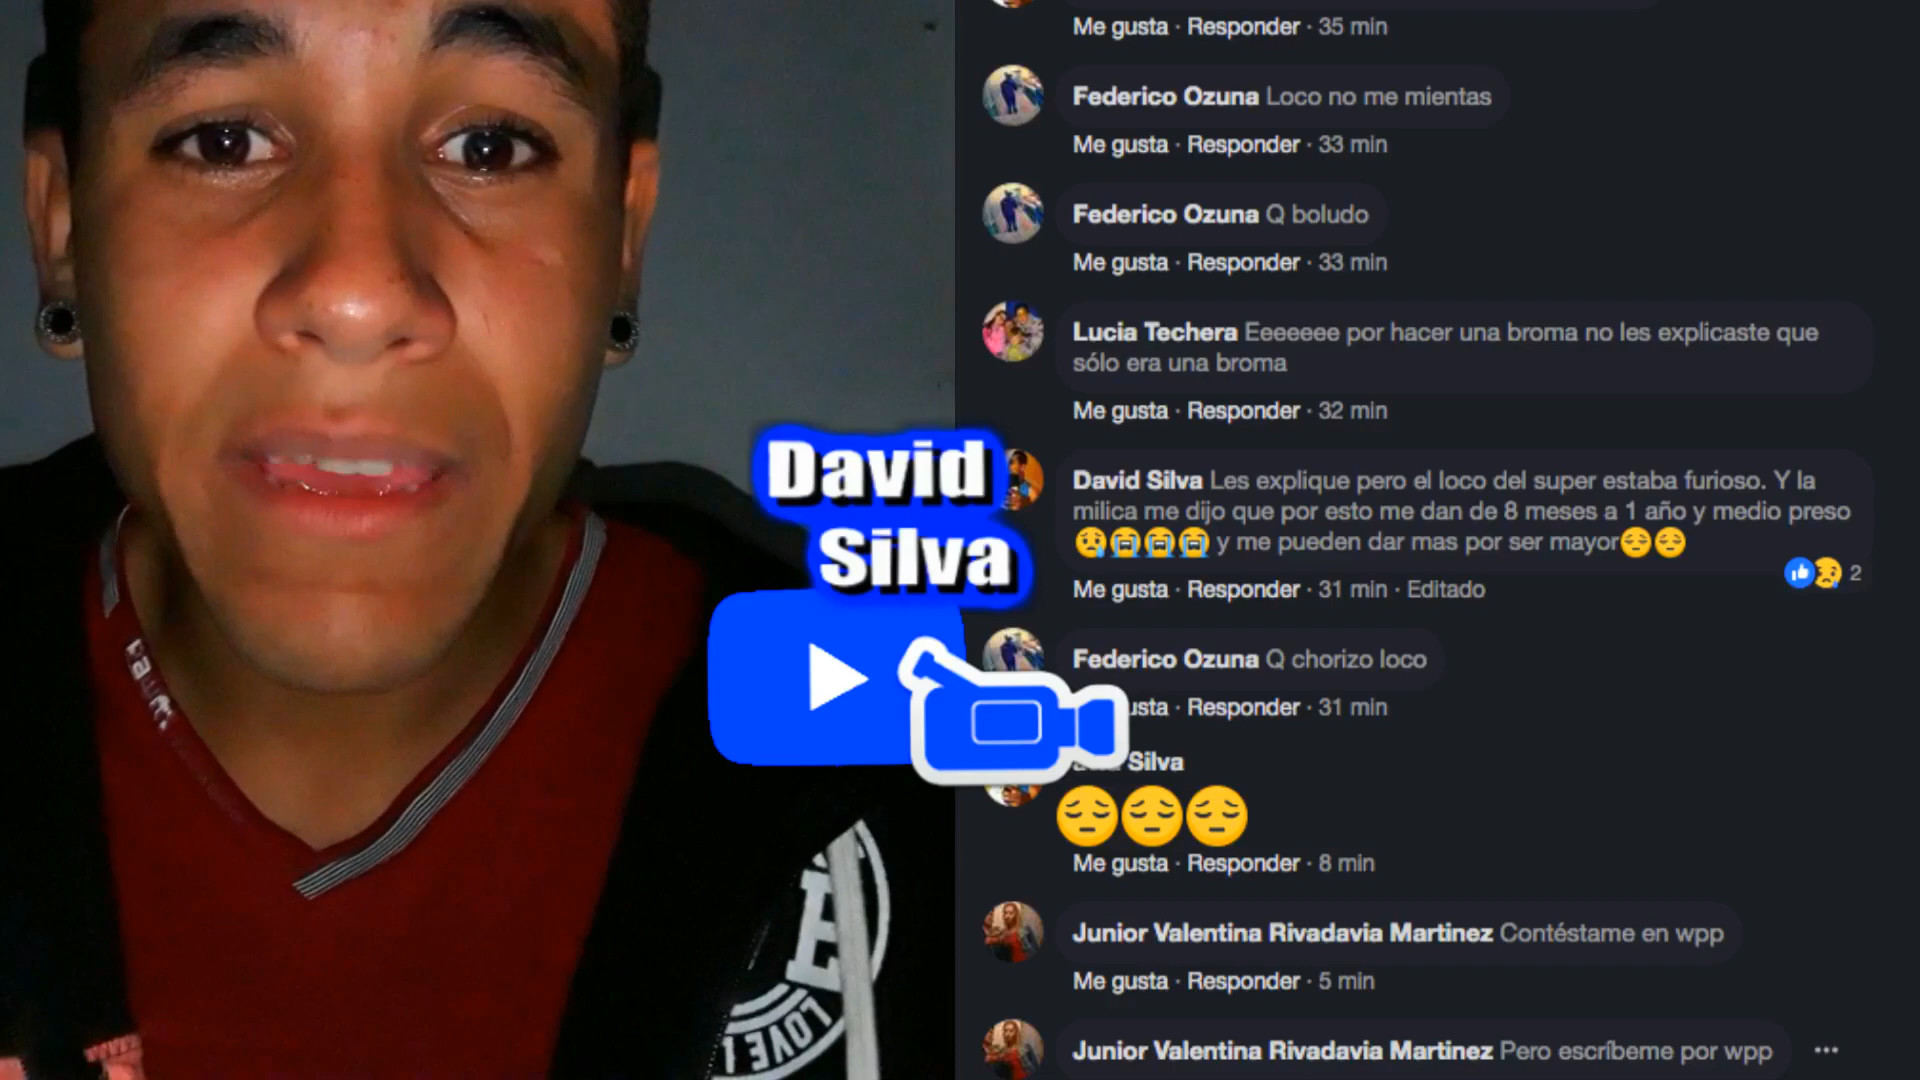 Me gusta · Responder · 35 min
Federico Ozuna Loco no me mientas
Me gusta · Responder · 33 min
Federico Ozuna Q boludo
Me gusta · Responder · 33 min
Lucia Techera Eeeeeee por hacer una broma no les explicaste que
sólo era una broma
Me gusta · Responder · 32 min
David
Silva
David Silva Les explique pero el loco del super estaba furioso. Y la
milica me dijo que por esto me dan de 8 meses a 1 año y medio preso
😢😭😭😭 y me pueden dar mas por ser mayor😔😔
2
Me gusta · Responder · 31 min · Editado
Federico Ozuna Q chorizo loco
usta · Responder · 31 min
Silva
😔😔😔
Me gusta · Responder · 8 min
Junior Valentina Rivadavia Martinez Contéstame en wpp
Me gusta · Responder · 5 min
Junior Valentina Rivadavia Martinez Pero escríbeme por wpp
LOVE